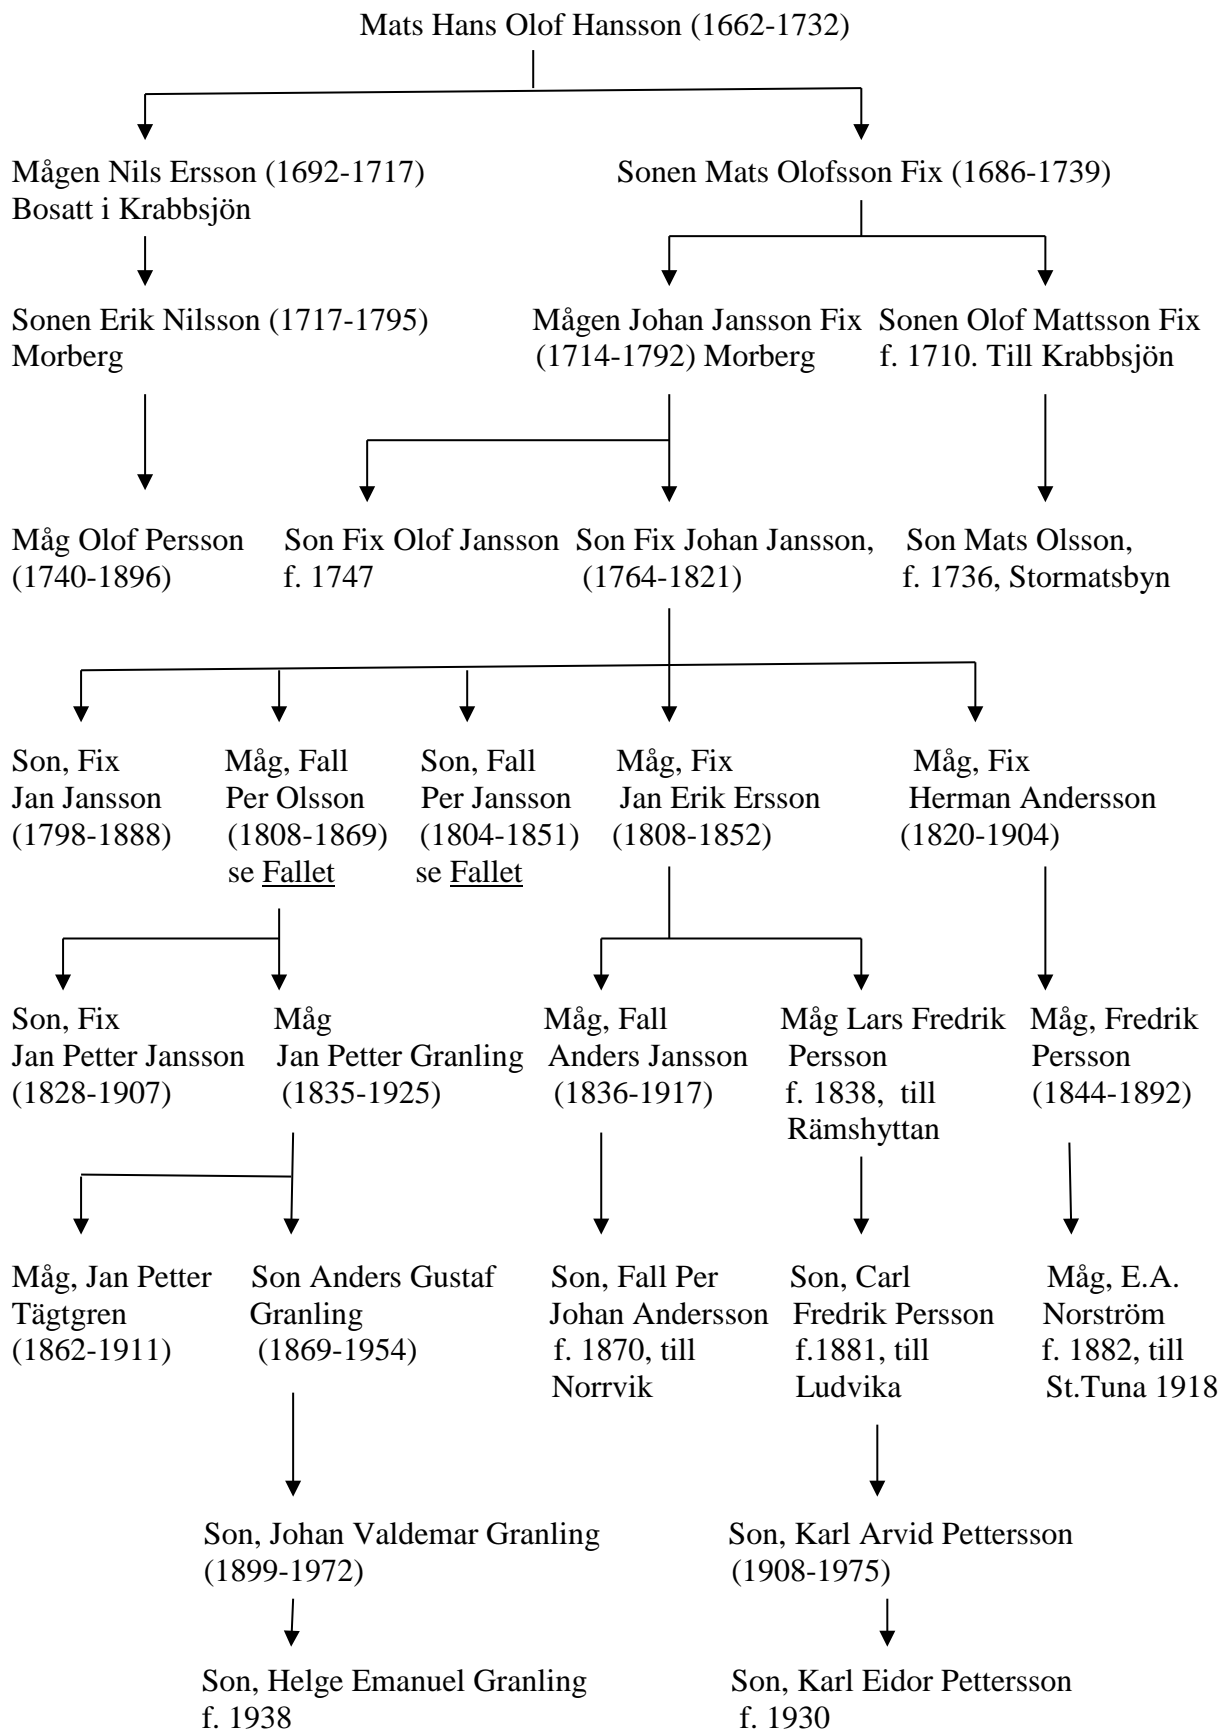 Mats Hans Olof Hansson (1662-1732)
Mågen Nils Ersson (1692-1717)
Bosatt i Krabbsjön
Sonen Mats Olofsson Fix (1686-1739)
Sonen Erik Nilsson (1717-1795)
Morberg
Mågen Johan Jansson Fix
(1714-1792) Morberg
Sonen Olof Mattsson Fix
f. 1710. Till Krabbsjön
Måg Olof Persson
(1740-1896)
Son Fix Olof Jansson
f. 1747
Son Fix Johan Jansson,
(1764-1821)
Son Mats Olsson,
f. 1736, Stormatsbyn
Son, Fix
Jan Jansson
(1798-1888)
Måg, Fall
Per Olsson
(1808-1869)
se Fallet
Son, Fall
Per Jansson
(1804-1851)
se Fallet
Måg, Fix
Jan Erik Ersson
(1808-1852)
Måg, Fix
Herman Andersson
(1820-1904)
Son, Fix
Jan Petter Jansson
(1828-1907)
Måg
Jan Petter Granling
(1835-1925)
Måg, Fall
Anders Jansson
(1836-1917)
Måg Lars Fredrik
Persson
f. 1838, till
Rämshyttan
Måg, Fredrik
Persson
(1844-1892)
Måg, Jan Petter
Tägtgren
(1862-1911)
Son Anders Gustaf
Granling
(1869-1954)
Son, Fall Per
Johan Andersson
f. 1870, till
Norrvik
Son, Carl
Fredrik Persson
f.1881, till
Ludvika
Måg, E.A.
Norström
f. 1882, till
St.Tuna 1918
Son, Johan Valdemar Granling
(1899-1972)
Son, Karl Arvid Pettersson
(1908-1975)
Son, Helge Emanuel Granling
f. 1938
Son, Karl Eidor Pettersson
f. 1930